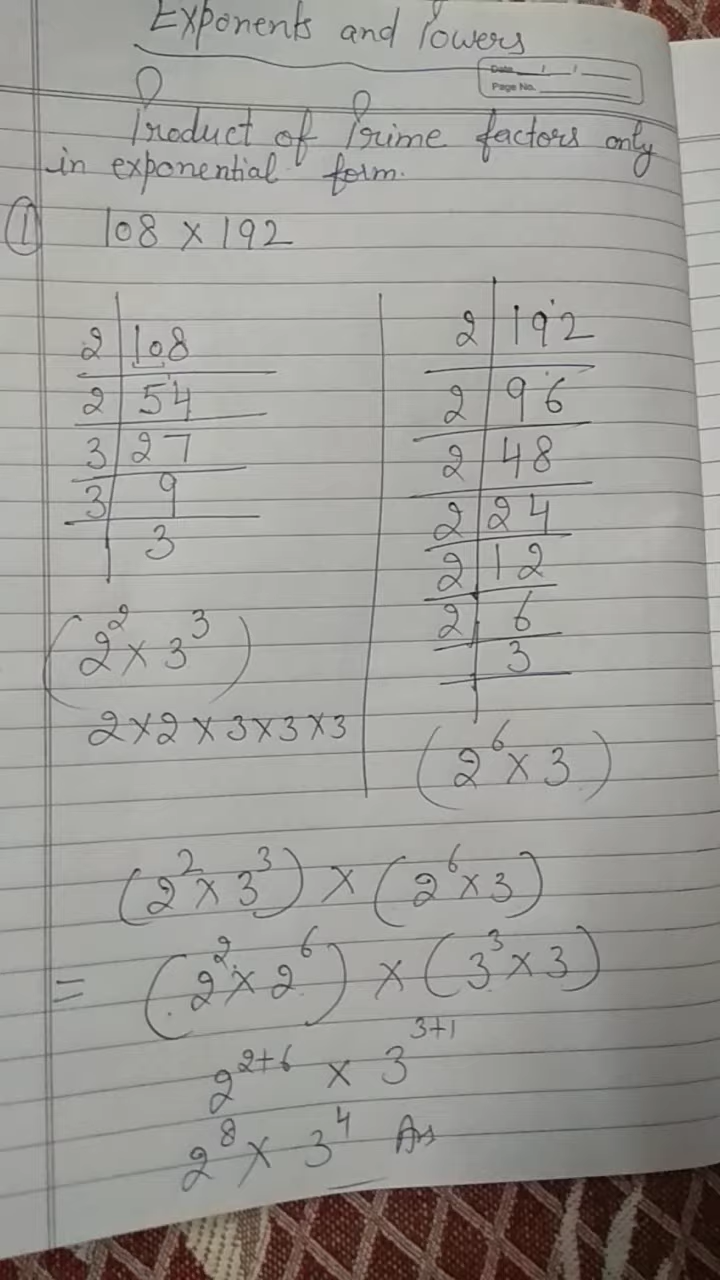 Exponents and Powers
Date / /
Page No.
Product of Prime factors only
in exponential form.
① 108 × 192
2 | 108
2 | 54
3 | 27
3 | 9
| 3
(2² × 3³)
2×2×3×3×3
2 | 192
2 | 96
2 | 48
2 | 24
2 | 12
2 | 6
| 3
(2⁶ × 3)
(2² × 3³) × (2⁶ × 3)
= (2² × 2⁶) × (3³ × 3)
2²⁺⁶ × 3³⁺¹
2⁸ × 3⁴ Ans